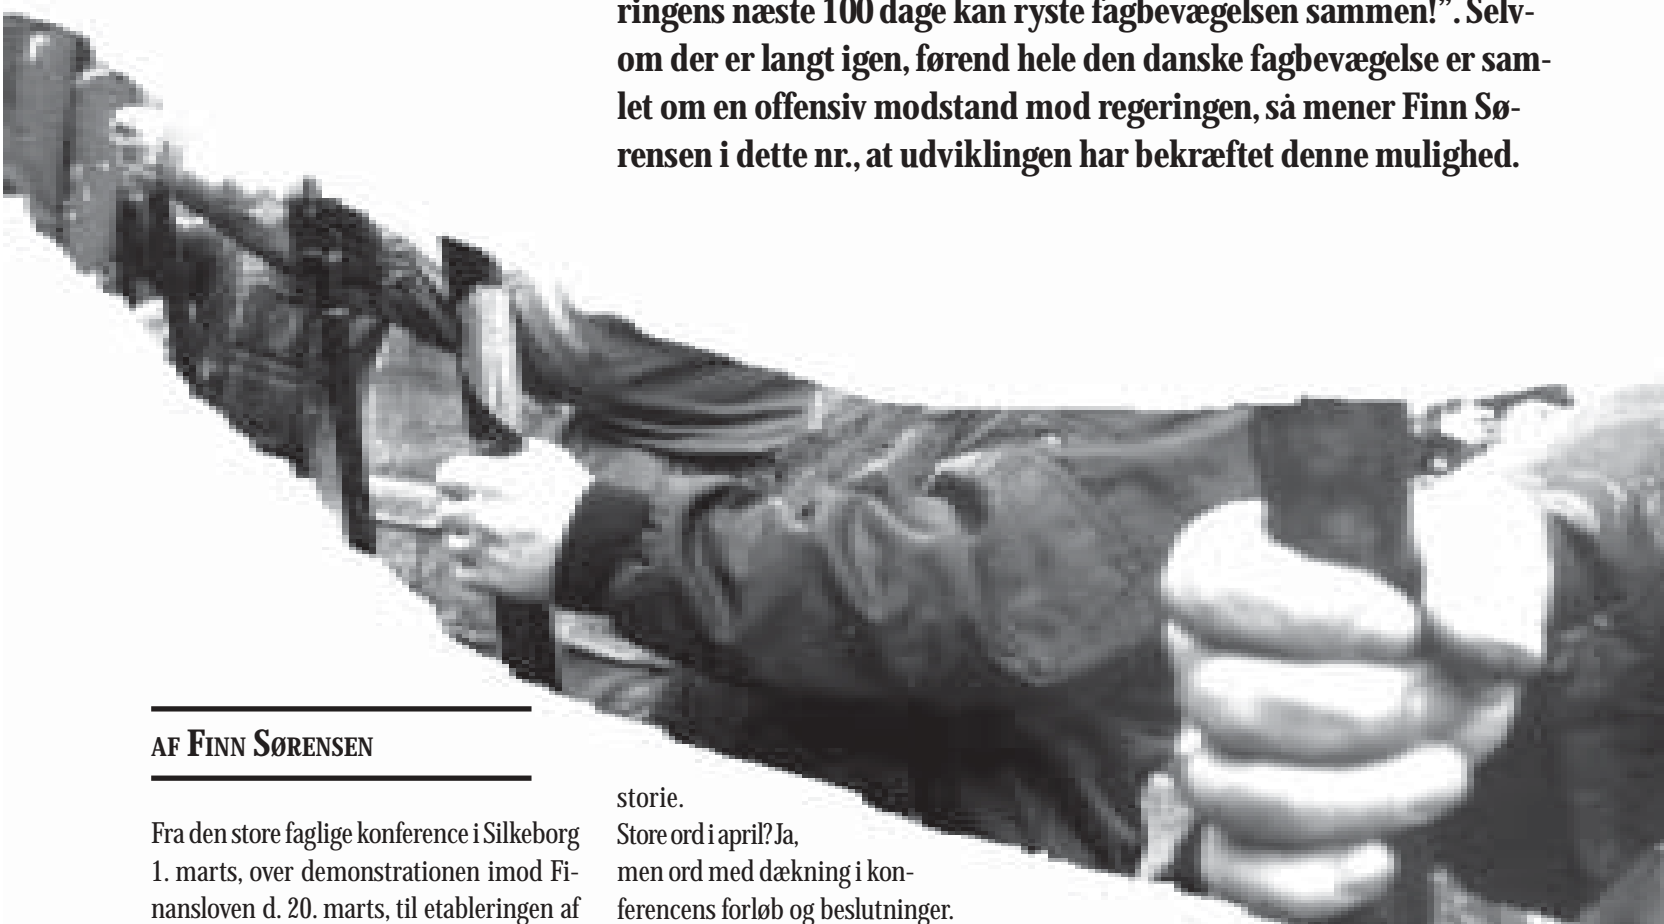 ringens næste 100 dage kan ryste fagbevægelsen sammen!”. Selv-
om der er langt igen, førend hele den danske fagbevægelse er sam-
let om en offensiv modstand mod regeringen, så mener Finn Sø-
rensen i dette nr., at udviklingen har bekræftet denne mulighed.
AF FINN SØRENSEN
Fra den store faglige konference i Silkeborg
1. marts, over demonstrationen imod Fi-
nansloven d. 20. marts, til etableringen af
storie.
Store ord i april? Ja,
men ord med dækning i kon-
ferencens forløb og beslutninger.